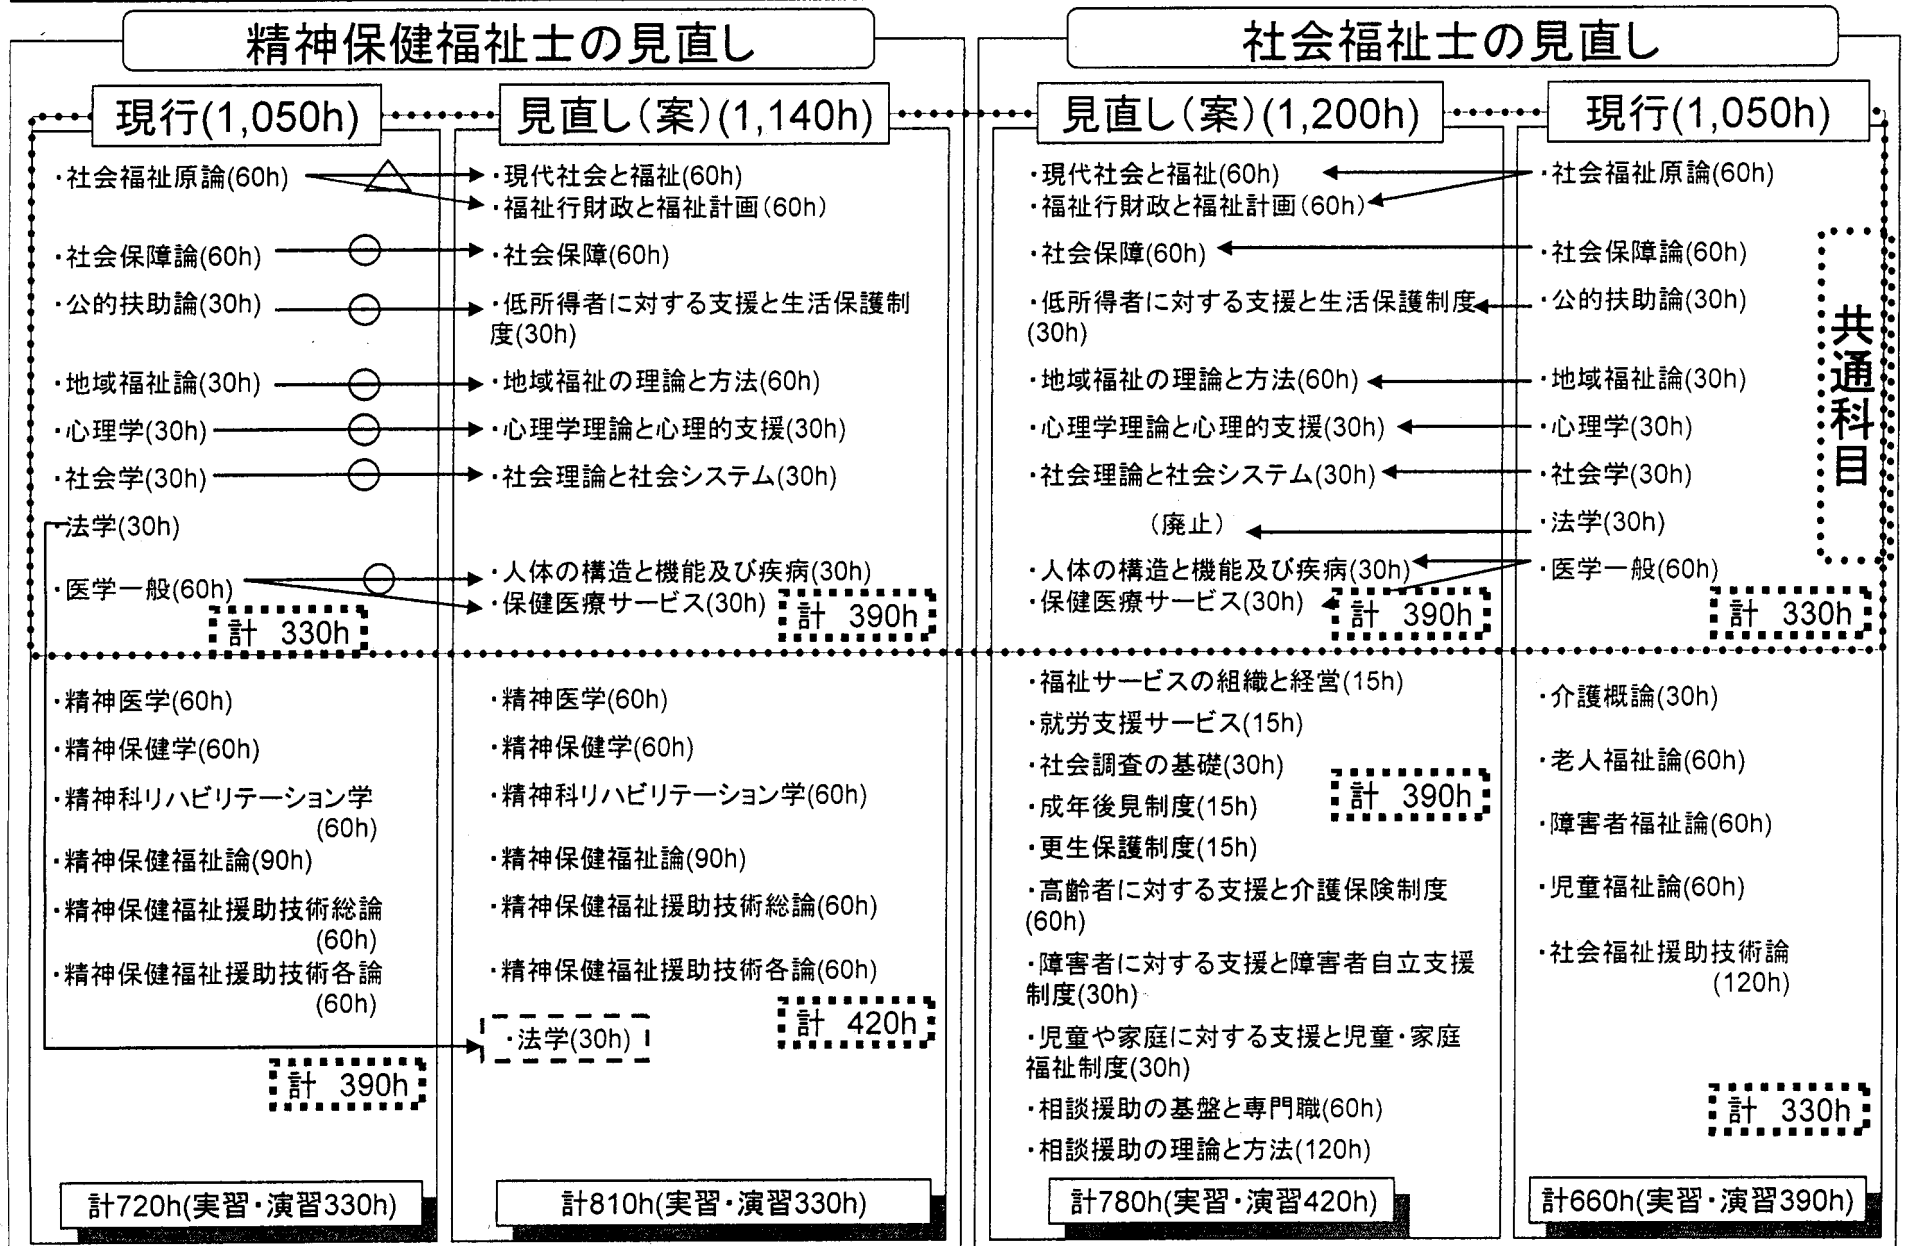 精神保健福祉士の見直し
現行(1,050h)
・社会福祉原論(60h)
・社会保障論(60h)
・公的扶助論(30h)
・地域福祉論(30h)
・心理学(30h)
・社会学(30h)
・法学(30h)
・医学一般(60h)
計 330h
・精神医学(60h)
・精神保健学(60h)
・精神科リハビリテーション学
(60h)
・精神保健福祉論(90h)
・精神保健福祉援助技術総論
(60h)
・精神保健福祉援助技術各論
(60h)
計 390h
計720h(実習・演習330h)
見直し(案)(1,140h)
・現代社会と福祉(60h)
・福祉行財政と福祉計画(60h)
・社会保障(60h)
・低所得者に対する支援と生活保護制
度(30h)
・地域福祉の理論と方法(60h)
・心理学理論と心理的支援(30h)
・社会理論と社会システム(30h)
・人体の構造と機能及び疾病(30h)
・保健医療サービス(30h)
計 390h
・精神医学(60h)
・精神保健学(60h)
・精神科リハビリテーション学(60h)
・精神保健福祉論(90h)
・精神保健福祉援助技術総論(60h)
・精神保健福祉援助技術各論(60h)
・法学(30h)
計 420h
計810h(実習・演習330h)
社会福祉士の見直し
見直し(案)(1,200h)
・現代社会と福祉(60h)
・福祉行財政と福祉計画(60h)
・社会保障(60h)
・低所得者に対する支援と生活保護制度
(30h)
・地域福祉の理論と方法(60h)
・心理学理論と心理的支援(30h)
・社会理論と社会システム(30h)
(廃止)
・人体の構造と機能及び疾病(30h)
・保健医療サービス(30h)
計 390h
・福祉サービスの組織と経営(15h)
・就労支援サービス(15h)
・社会調査の基礎(30h)
・成年後見制度(15h)
・更生保護制度(15h)
・高齢者に対する支援と介護保険制度
(60h)
・障害者に対する支援と障害者自立支援
制度(30h)
・児童や家庭に対する支援と児童・家庭
福祉制度(30h)
・相談援助の基盤と専門職(60h)
・相談援助の理論と方法(120h)
計 390h
計780h(実習・演習420h)
現行(1,050h)
・社会福祉原論(60h)
・社会保障論(60h)
・公的扶助論(30h)
・地域福祉論(30h)
・心理学(30h)
・社会学(30h)
・法学(30h)
・医学一般(60h)
計 330h
共通科目
・介護概論(30h)
・老人福祉論(60h)
・障害者福祉論(60h)
・児童福祉論(60h)
・社会福祉援助技術論
(120h)
計 330h
計660h(実習・演習390h)